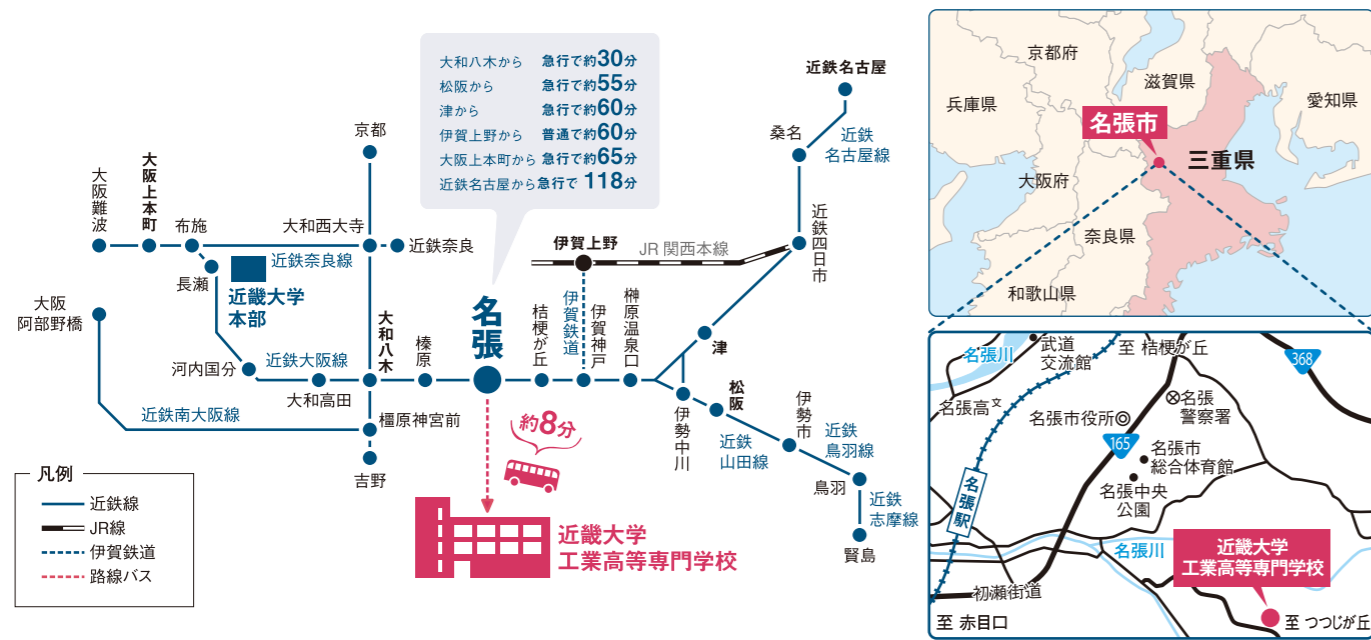 大和八木から 急行で約30分
松阪から 急行で約55分
津から 急行で約60分
伊賀上野から 普通で約60分
大阪上本町から 急行で約65分
近鉄名古屋から 急行で 118分
近鉄名古屋
桑名
近鉄
名古屋線
京都
大阪難波
大阪上本町
布施
大和西大寺
近鉄奈良
近鉄奈良線
長瀬
近畿大学
本部
伊賀上野
JR関西本線
近鉄四日市
大阪
阿部野橋
河内国分
近鉄大阪線
大和高田
大和八木
榛原
名張
桔梗が丘
伊賀鉄道
伊賀神戸
榊原温泉口
津
近鉄南大阪線
橿原神宮前
吉野
約8分
伊勢中川
松阪
近鉄
山田線
伊勢市
近鉄
鳥羽線
鳥羽
近鉄
志摩線
賢島
近畿大学
工業高等専門学校
凡例
近鉄線
JR線
伊賀鉄道
路線バス
京都府
滋賀県
兵庫県
愛知県
名張市
三重県
大阪府
奈良県
和歌山県
名張川
武道
交流館
至 桔梗が丘
368
名張高
文
名張市役所
名張
警察署
165
名張市
総合体育館
名張中央
公園
名張駅
名張川
近畿大学
工業高等専門学校
初瀬街道
至 赤目口
至 つつじが丘